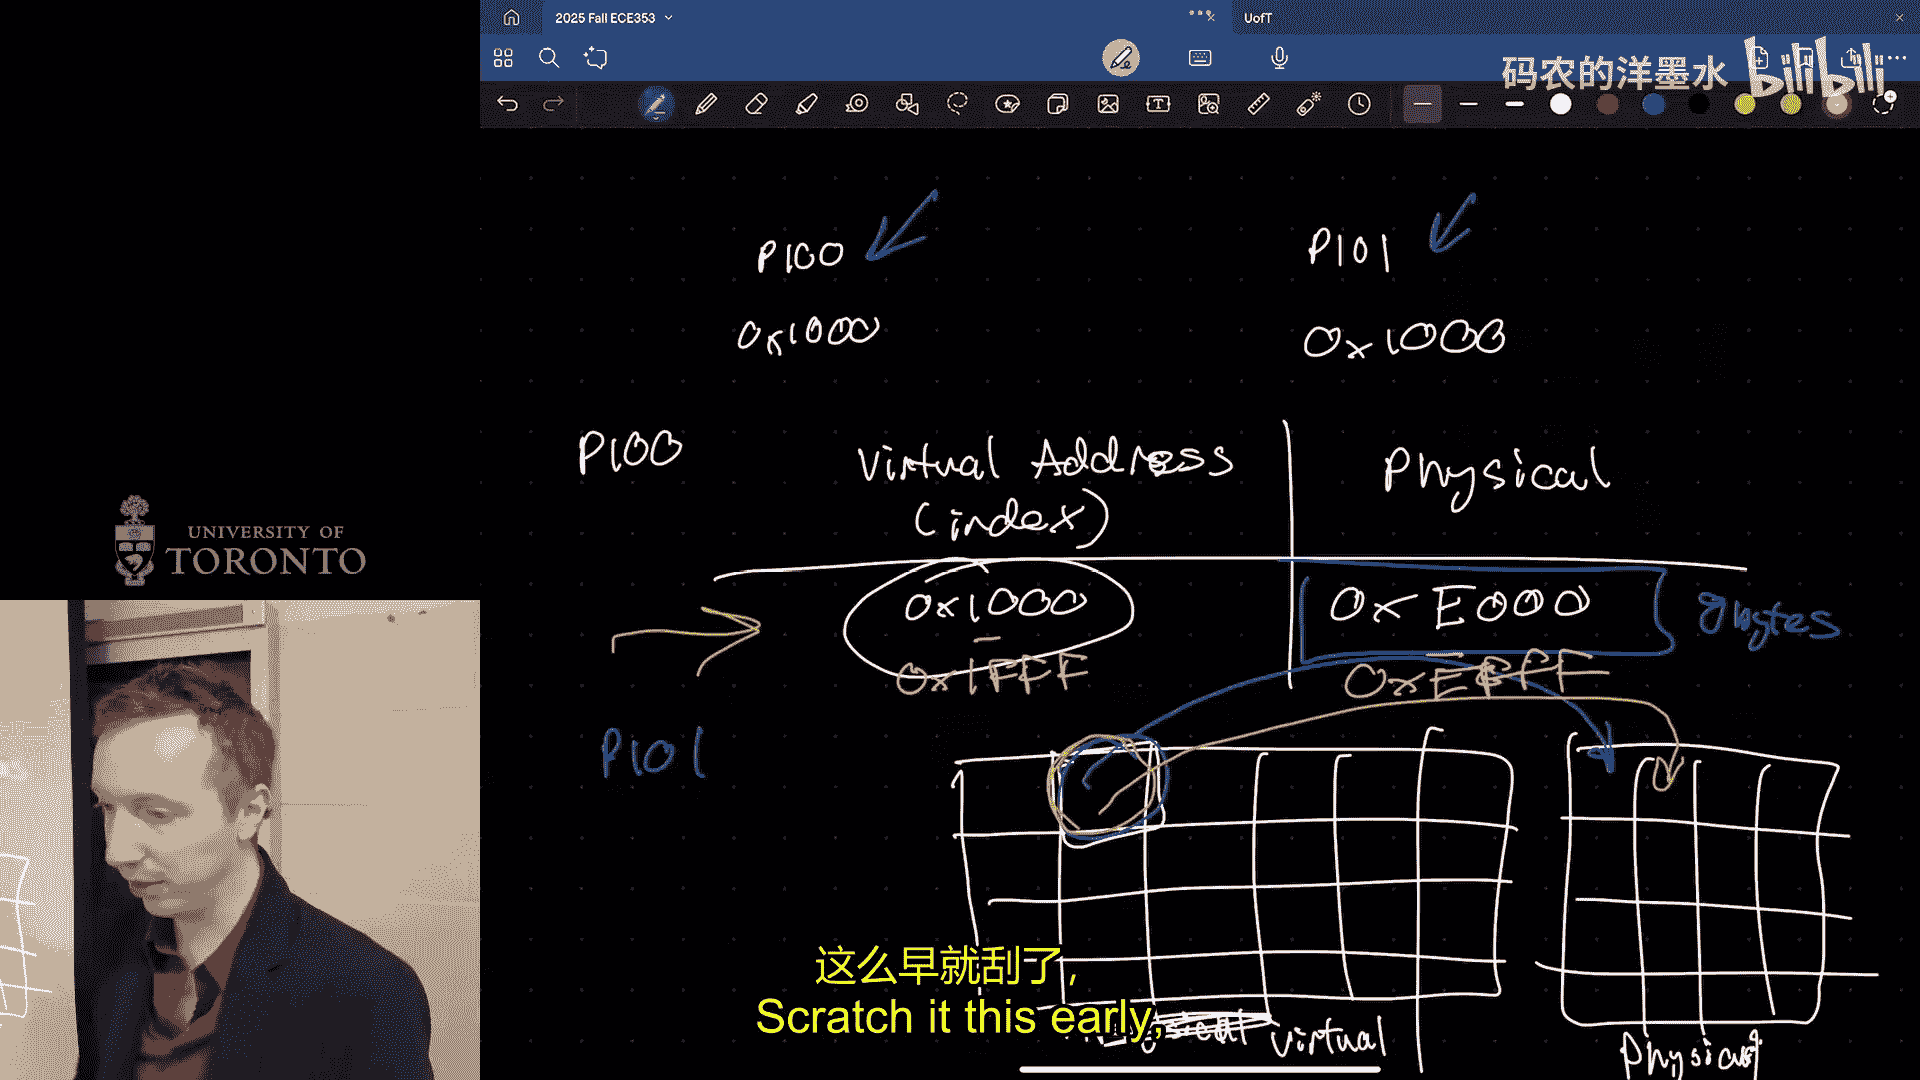 2025 Fall ECE353
UofT
码农的洋墨水 bilibili
P100
P101
0x1000
0x1000
P100
Virtual Address
(index)
Physical
0x1000
0xE000
8 bytes
0x1FFF
0xEFFF
P101
UNIVERSITY OF
TORONTO
这么早就刮了，
Scratch it this early,
virtual
Physical